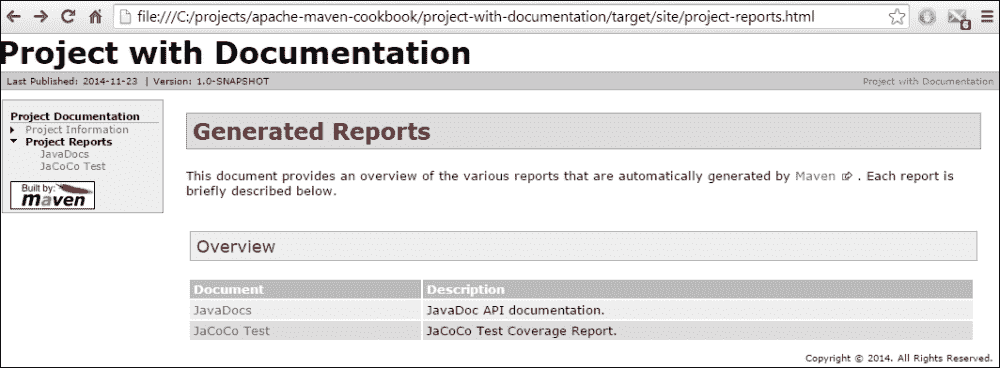 file:///C:/projects/apache-maven-cookbook/project-with-documentation/target/site/project-reports.html
Project with Documentation
Last Published: 2014-11-23 | Version: 1.0-SNAPSHOT
Project with Documentation
Project Documentation
Project Information
Project Reports
JavaDocs
JaCoCo Test
Built by:
maven
Generated Reports
This document provides an overview of the various reports that are automatically generated by Maven . Each report is
briefly described below.
Overview
Document Description
JavaDocs JavaDoc API documentation.
JaCoCo Test JaCoCo Test Coverage Report.
Copyright © 2014. All Rights Reserved.